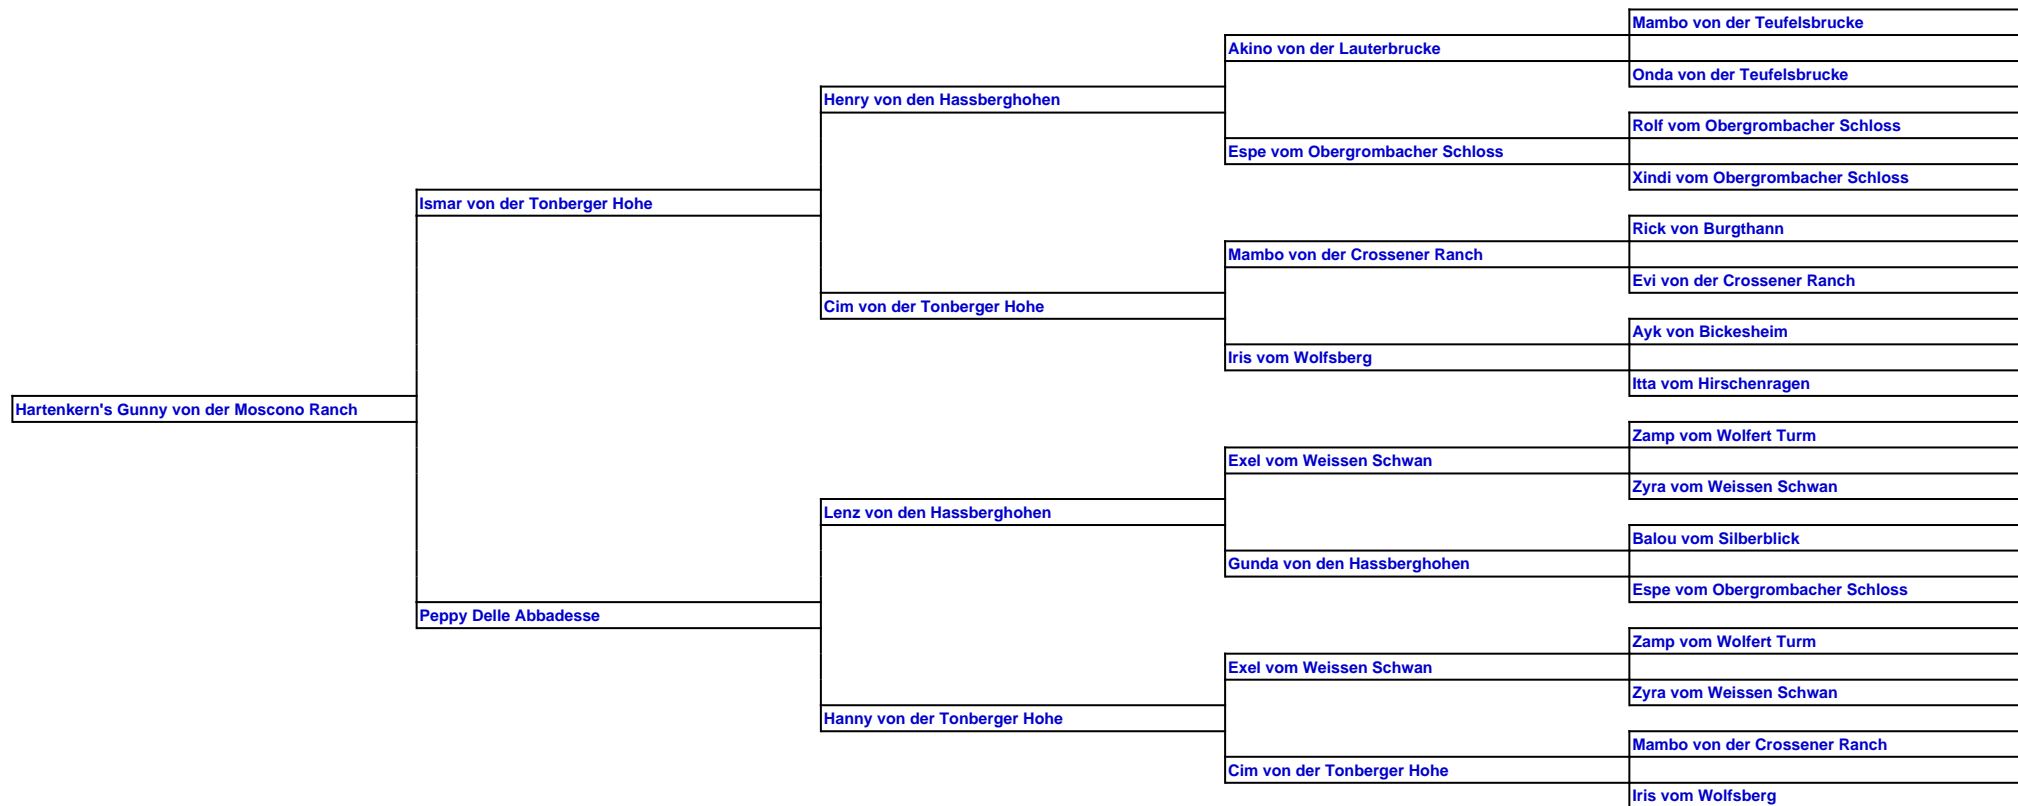 Mambo von der Teufelsbrucke
Akino von der Lauterbrucke
Onda von der Teufelsbrucke
Henry von den Hassberghohen
Rolf vom Obergrombacher Schloss
Espe vom Obergrombacher Schloss
Xindi vom Obergrombacher Schloss
Ismar von der Tonberger Hohe
Rick von Burgthann
Mambo von der Crossener Ranch
Evi von der Crossener Ranch
Cim von der Tonberger Hohe
Ayk von Bickesheim
Iris vom Wolfsberg
Itta vom Hirschenragen
Hartenkern's Gunny von der Moscono Ranch
Zamp vom Wolfert Turm
Exel vom Weissen Schwan
Zyra vom Weissen Schwan
Lenz von den Hassberghohen
Balou vom Silberblick
Gunda von den Hassberghohen
Espe vom Obergrombacher Schloss
Peppy Delle Abbadesse
Zamp vom Wolfert Turm
Exel vom Weissen Schwan
Zyra vom Weissen Schwan
Hanny von der Tonberger Hohe
Mambo von der Crossener Ranch
Cim von der Tonberger Hohe
Iris vom Wolfsberg